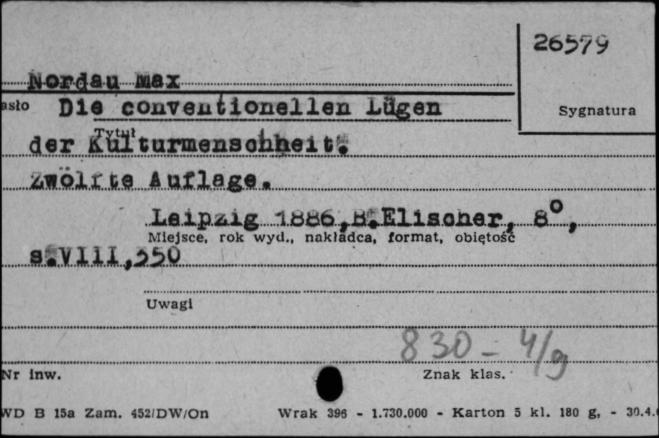 26579
Nordau Max
asło Die conventionellen Lügen
Sygnatura
Tytuł
der Kulturmenschheit.
Zwölfte Auflage.
Leipzig 1886, B.Elischer, 8°,
Miejsce, rok wyd., nakładca, format, obiętość
s.VIII,350
Uwagi
830 - 4/g
Nr inw.
Znak klas.
WD B 15a Zam. 452/DW/On Wrak 396 - 1.730.000 - Karton 5 kl. 180 g, - 30.4.